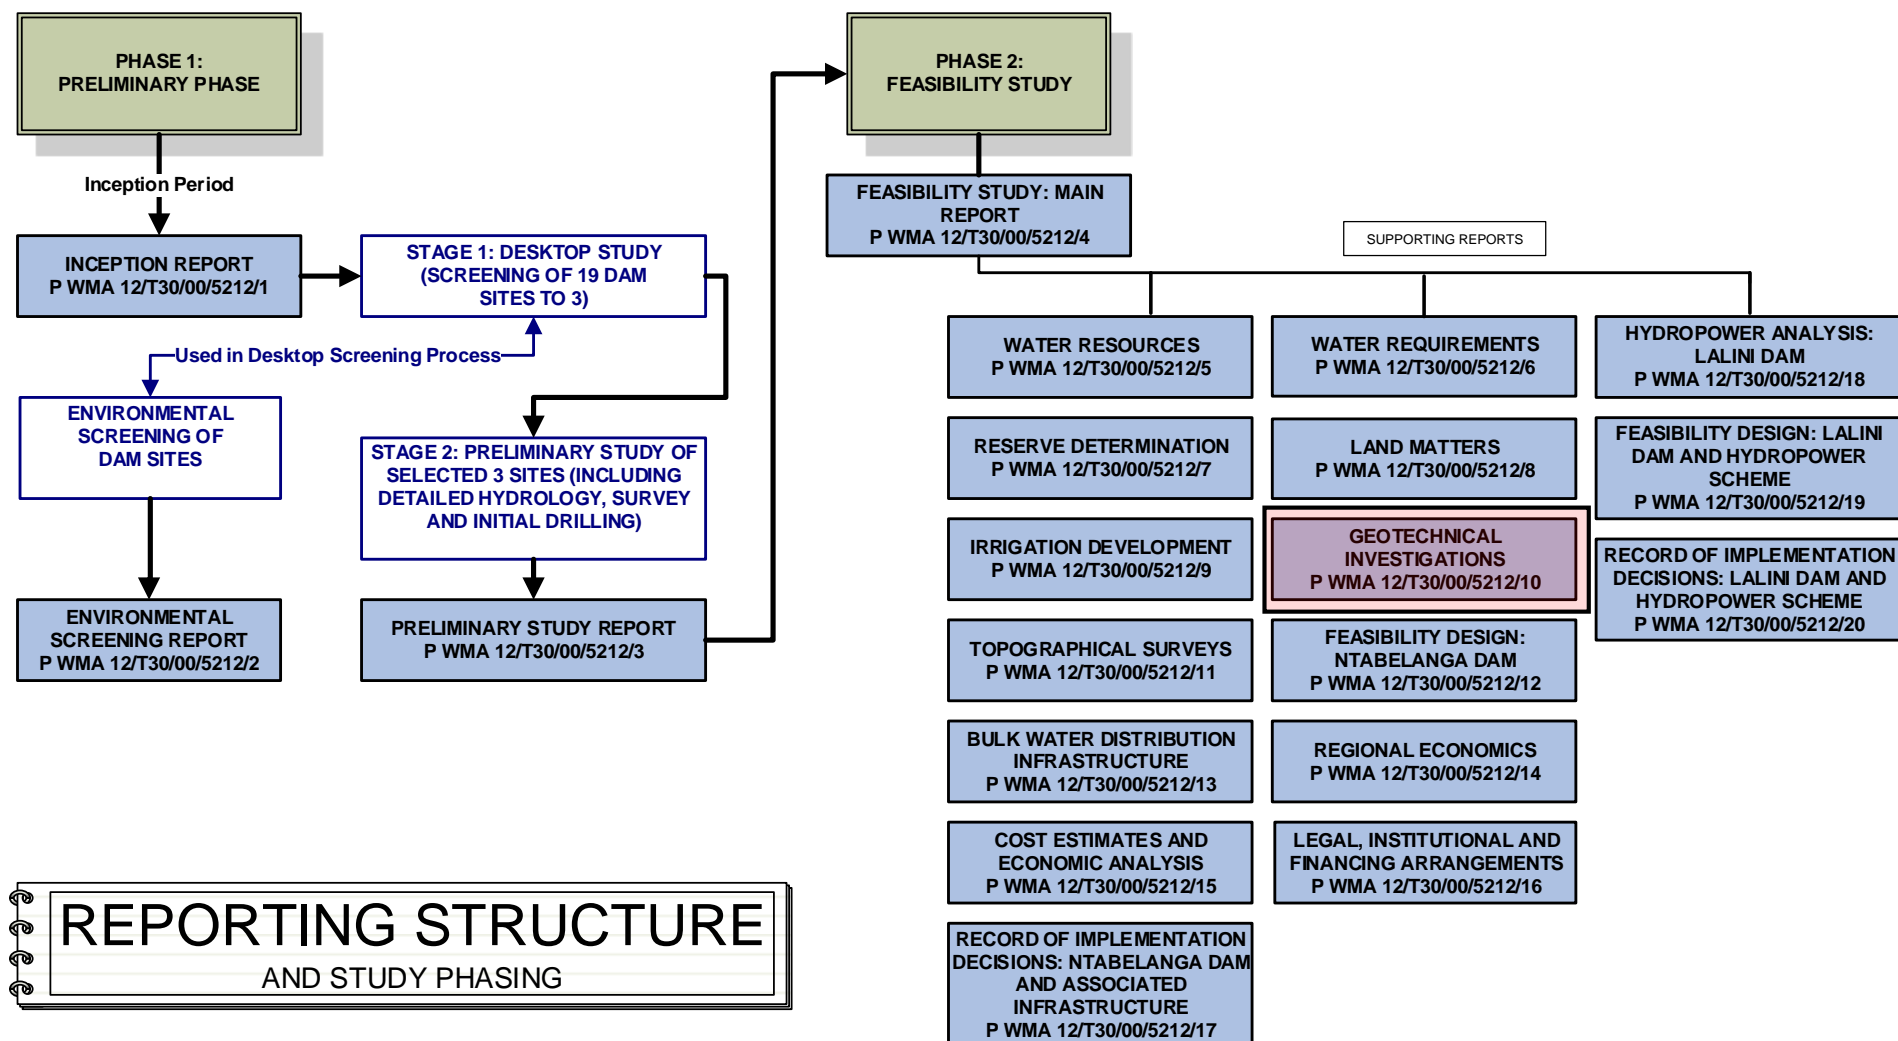 PHASE 1:
PRELIMINARY PHASE
Inception Period
INCEPTION REPORT
P WMA 12/T30/00/5212/1
STAGE 1: DESKTOP STUDY
(SCREENING OF 19 DAM
SITES TO 3)
Used in Desktop Screening Process
ENVIRONMENTAL
SCREENING OF
DAM SITES
STAGE 2: PRELIMINARY STUDY OF
SELECTED 3 SITES (INCLUDING
DETAILED HYDROLOGY, SURVEY
AND INITIAL DRILLING)
ENVIRONMENTAL
SCREENING REPORT
P WMA 12/T30/00/5212/2
PRELIMINARY STUDY REPORT
P WMA 12/T30/00/5212/3
PHASE 2:
FEASIBILITY STUDY
FEASIBILITY STUDY: MAIN
REPORT
P WMA 12/T30/00/5212/4
SUPPORTING REPORTS
WATER RESOURCES
P WMA 12/T30/00/5212/5
RESERVE DETERMINATION
P WMA 12/T30/00/5212/7
IRRIGATION DEVELOPMENT
P WMA 12/T30/00/5212/9
TOPOGRAPHICAL SURVEYS
P WMA 12/T30/00/5212/11
BULK WATER DISTRIBUTION
INFRASTRUCTURE
P WMA 12/T30/00/5212/13
COST ESTIMATES AND
ECONOMIC ANALYSIS
P WMA 12/T30/00/5212/15
RECORD OF IMPLEMENTATION
DECISIONS: NTABELANGA DAM
AND ASSOCIATED
INFRASTRUCTURE
P WMA 12/T30/00/5212/17
WATER REQUIREMENTS
P WMA 12/T30/00/5212/6
LAND MATTERS
P WMA 12/T30/00/5212/8
GEOTECHNICAL
INVESTIGATIONS
P WMA 12/T30/00/5212/10
FEASIBILITY DESIGN:
NTABELANGA DAM
P WMA 12/T30/00/5212/12
REGIONAL ECONOMICS
P WMA 12/T30/00/5212/14
LEGAL, INSTITUTIONAL AND
FINANCING ARRANGEMENTS
P WMA 12/T30/00/5212/16
HYDROPOWER ANALYSIS:
LALINI DAM
P WMA 12/T30/00/5212/18
FEASIBILITY DESIGN: LALINI
DAM AND HYDROPOWER
SCHEME
P WMA 12/T30/00/5212/19
RECORD OF IMPLEMENTATION
DECISIONS: LALINI DAM AND
HYDROPOWER SCHEME
P WMA 12/T30/00/5212/20
REPORTING STRUCTURE
AND STUDY PHASING